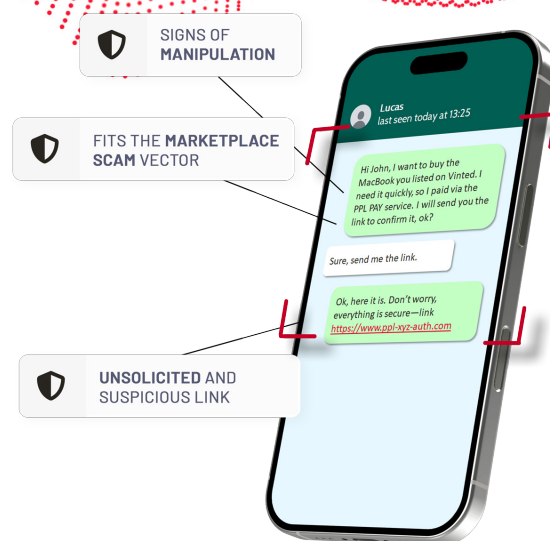 SIGNS OF
MANIPULATION
FITS THE MARKETPLACE
SCAM VECTOR
UNSOLICITED AND
SUSPICIOUS LINK
Lucas
last seen today at 13:25
Hi John, I want to buy the
MacBook you listed on Vinted. I
need it quickly, so I paid via the
PPL PAY service. I will send you the
link to confirm it, ok?
Sure, send me the link.
Ok, here it is. Don't worry,
everything is secure—link
https://www.ppl-xyz-auth.com